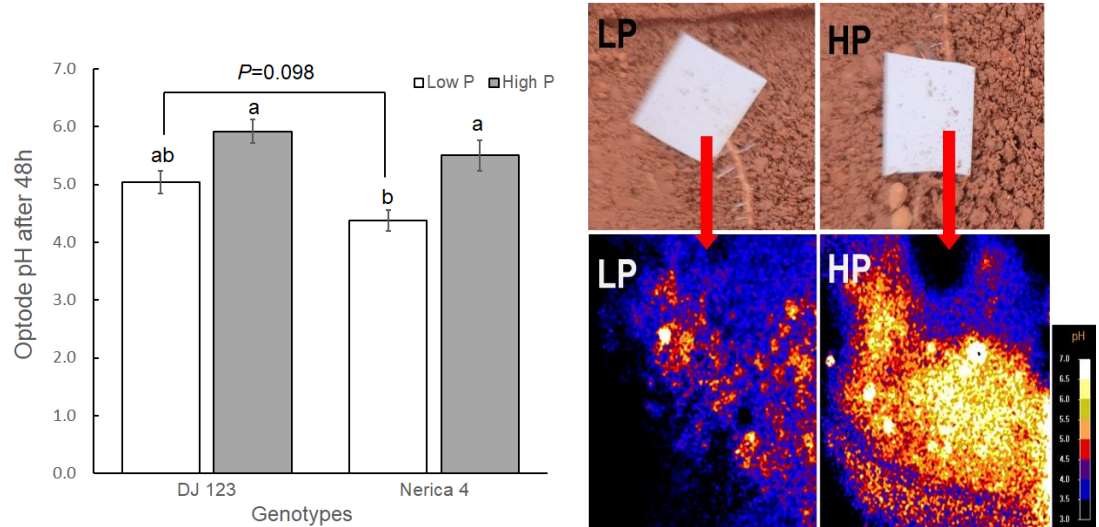 7.0
6.0
5.0
4.0
3.0
2.0
1.0
0.0
Optode pH after 48h
P=0.098
Low P
High P
ab
a
b
a
DJ 123
Nerica 4
Genotypes
LP
HP
LP
HP
pH
7.0
6.5
6.0
5.5
5.0
4.5
4.0
3.5
3.0